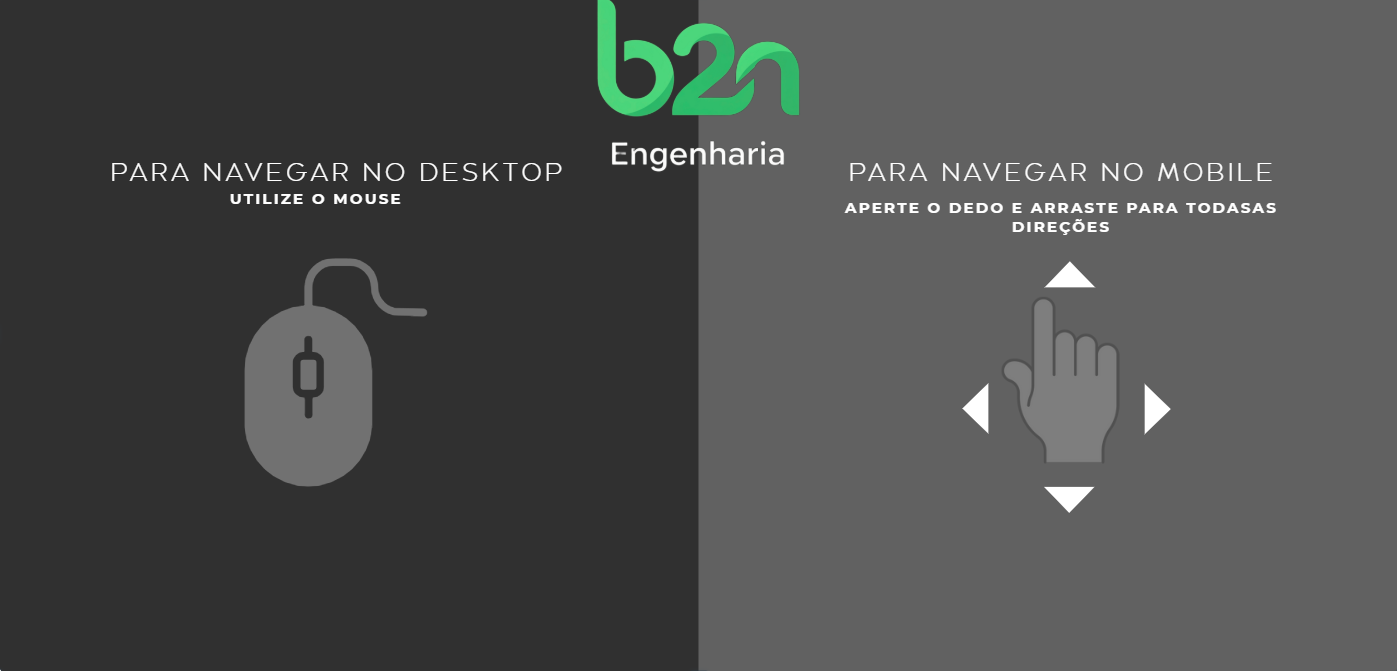 b2n
Engenharia
PARA NAVEGAR NO DESKTOP
UTILIZE O MOUSE
PARA NAVEGAR NO MOBILE
APERTE O DEDO E ARRASTE PARA TODASAS
DIREÇÕES